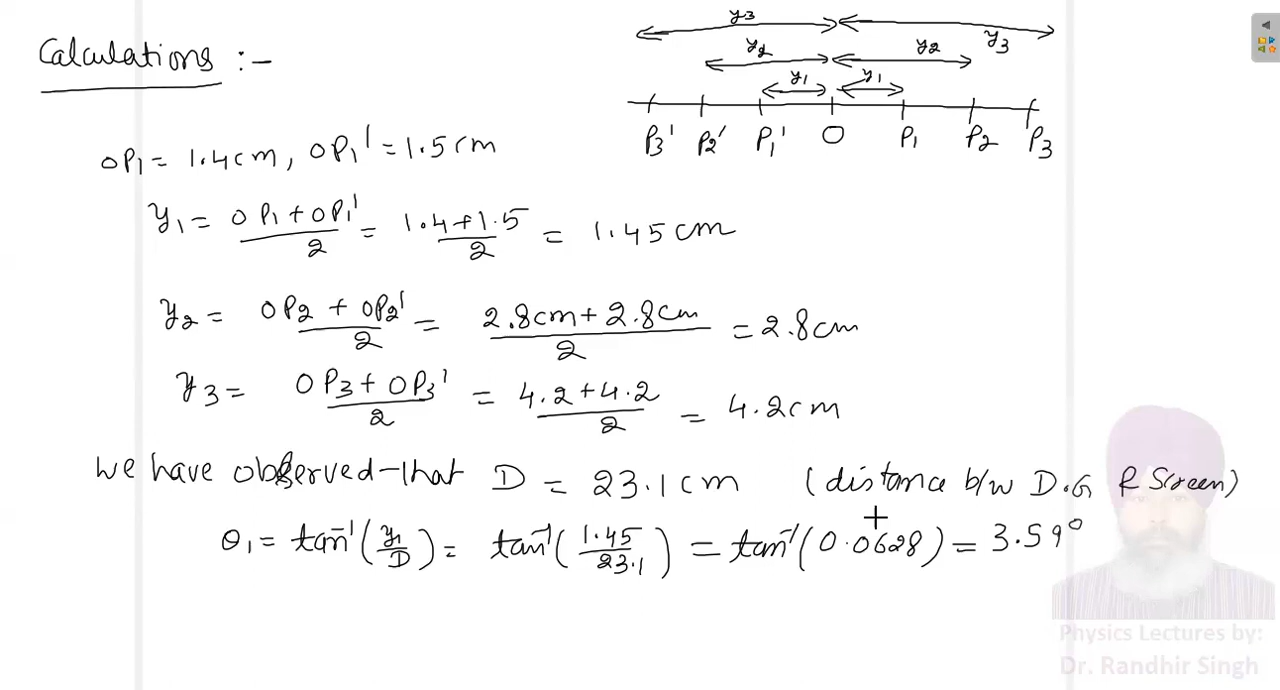 Calculations :-
y3
y3
y2
y2
y1
y1
P3' P2' P1' O P1 P2 P3
OP1 = 1.4cm, OP1' = 1.5cm
y1 = OP1 + OP1' / 2 = 1.4+1.5 / 2 = 1.45cm
y2 = OP2 + OP2' / 2 = 2.8cm + 2.8cm / 2 = 2.8cm
y3 = OP3 + OP3' / 2 = 4.2+4.2 / 2 = 4.2cm
we have observed that D = 23.1cm (distance b/w D.G & Screen)
θ1 = tan⁻¹(y1/D) = tan⁻¹(1.45/23.1) = tan⁻¹(0.0628) = 3.59°
Physics Lectures by:
Dr. Randhir Singh